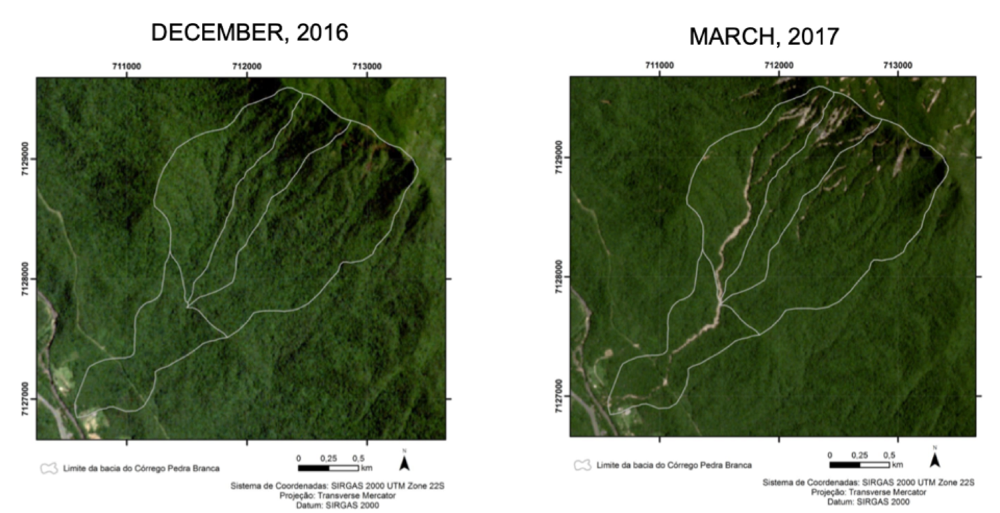 DECEMBER, 2016
711000 712000 713000
7129000
7128000
7127000
Limite da bacia do Córrego Pedra Branca
0 0,25 0,5
km
N
Sistema de Coordenadas: SIRGAS 2000 UTM Zone 22S
Projeção: Transverse Mercator
Datum: SIRGAS 2000
MARCH, 2017
711000 712000 713000
7129000
7128000
7127000
Limite da bacia do Córrego Pedra Branca
0 0,25 0,5
km
N
Sistema de Coordenadas: SIRGAS 2000 UTM Zone 22S
Projeção: Transverse Mercator
Datum: SIRGAS 2000